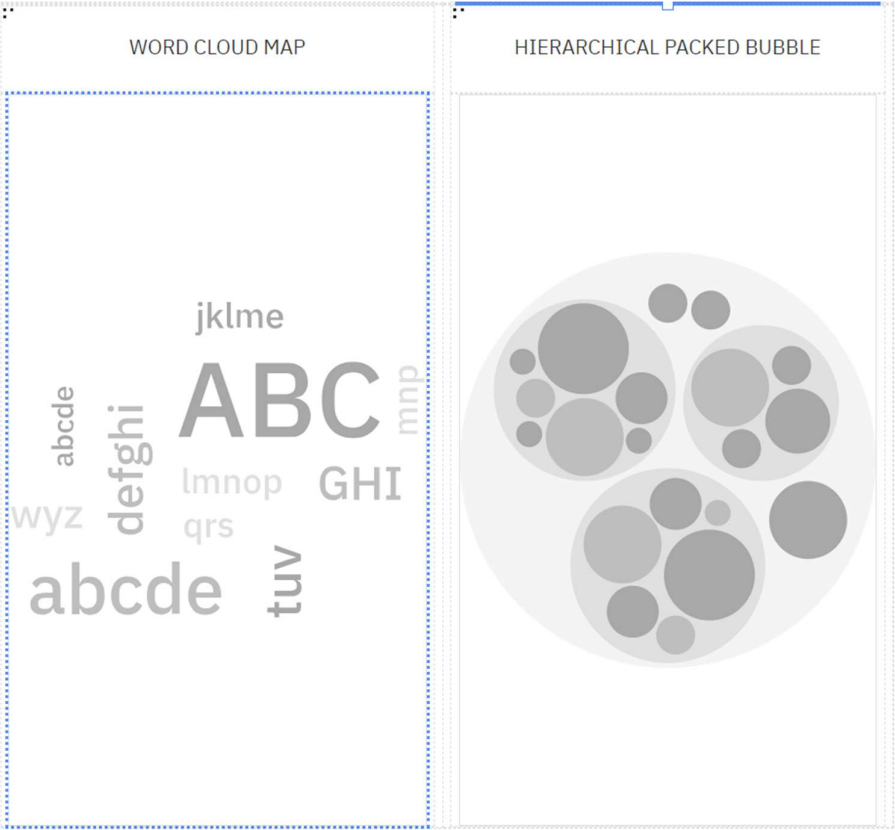 WORD CLOUD MAP
HIERARCHICAL PACKED BUBBLE
jklme
ABC
mnp
abcde
defghi
lmnop
GHI
wyz
qrs
abcde
tuv